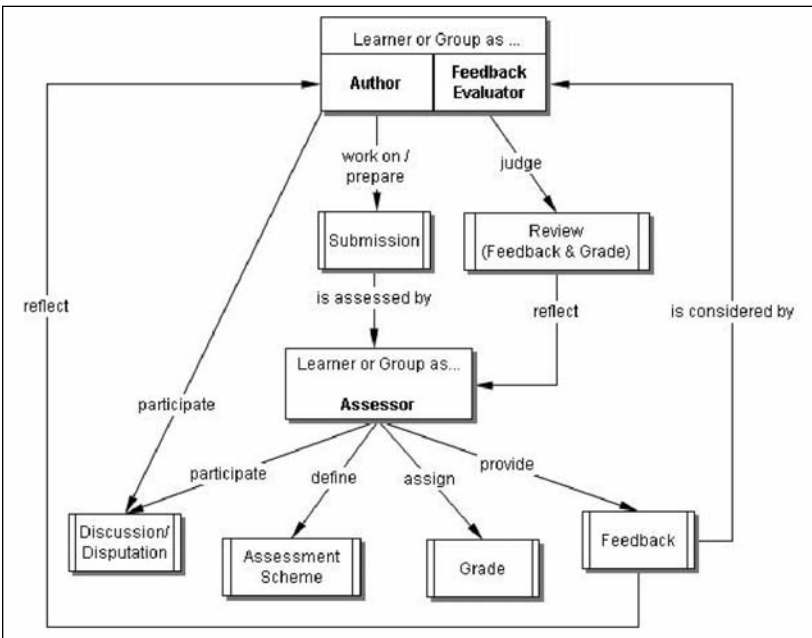 Learner or Group as ...
Author
Feedback
Evaluator
work on /
prepare
judge
Submission
Review
(Feedback & Grade)
is assessed by
reflect
reflect
is considered by
Learner or Group as...
Assessor
participate
participate
define
assign
provide
Discussion/
Disputation
Assessment
Scheme
Grade
Feedback